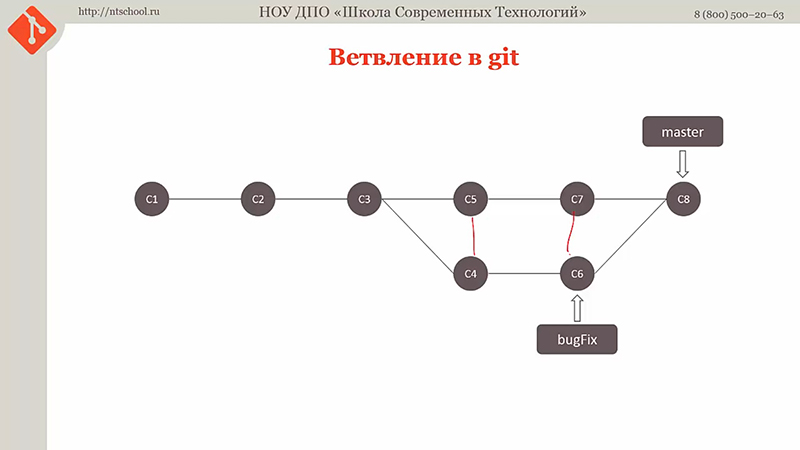 http://ntschool.ru
НОУ ДПО «Школа Современных Технологий»
8 (800) 500–20–63
Ветвление в git
master
C1
C2
C3
C5
C7
C8
C4
C6
bugFix